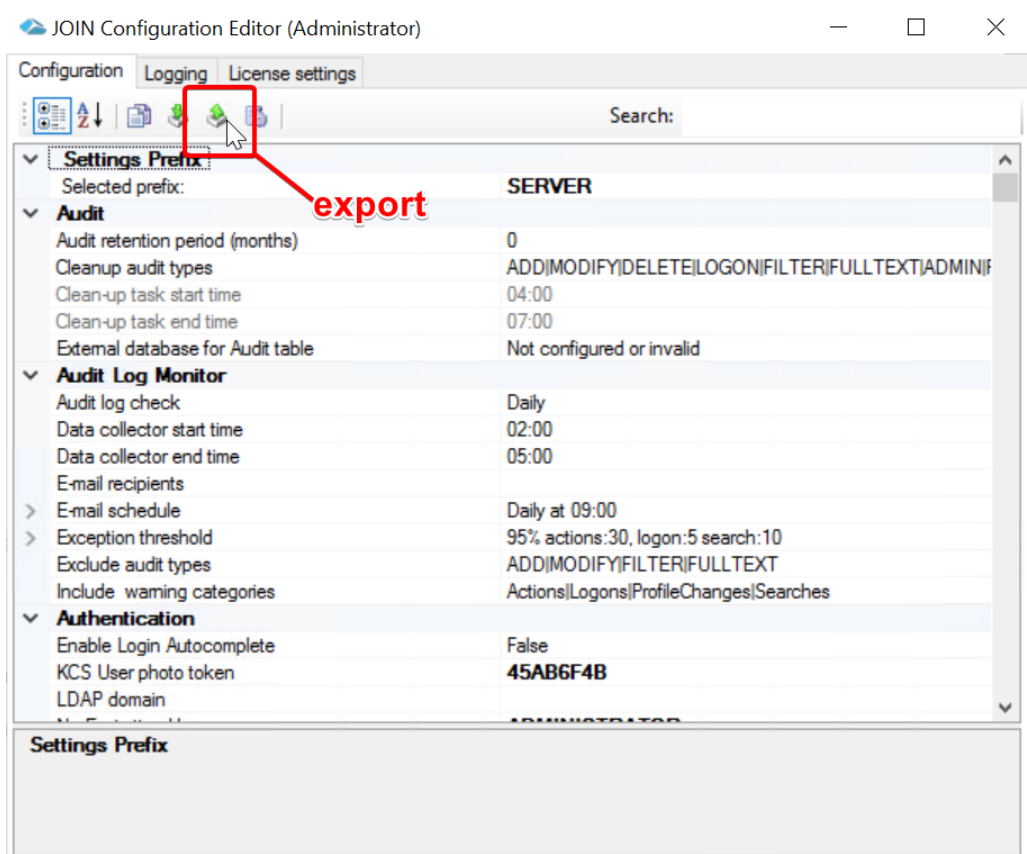 JOIN Configuration Editor (Administrator)
Configuration Logging License settings
Search:
export
Settings Prefix
Selected prefix: SERVER
Audit
Audit retention period (months) 0
Cleanup audit types ADD|MODIFY|DELETE|LOGON|FILTER|FULLTEXT|ADMIN|
Clean-up task start time 04:00
Clean-up task end time 07:00
External database for Audit table Not configured or invalid
Audit Log Monitor
Audit log check Daily
Data collector start time 02:00
Data collector end time 05:00
E-mail recipients
E-mail schedule Daily at 09:00
Exception threshold 95% actions:30, logon:5 search:10
Exclude audit types ADD|MODIFY|FILTER|FULLTEXT
Include warning categories Actions|Logons|ProfileChanges|Searches
Authentication
Enable Login Autocomplete False
KCS User photo token 45AB6F4B
LDAP domain
Settings Prefix